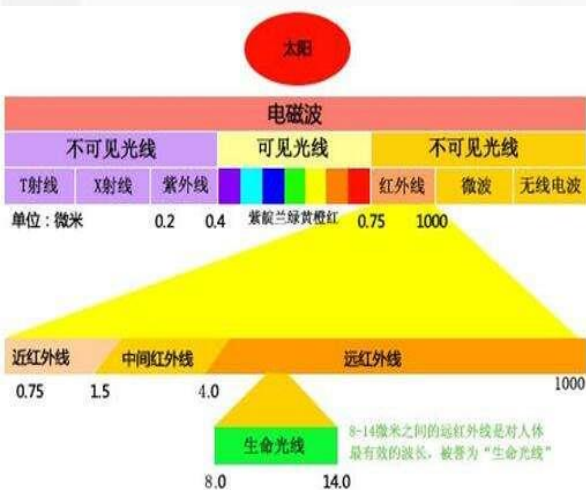 太阳
电磁波
不可见光线 可见光线 不可见光线
T射线 X射线 紫外线 红外线 微波 无线电波
单位：微米 0.2 0.4 紫靛兰绿黄橙红 0.75 1000
近红外线 中间红外线 远红外线
0.75 1.5 4.0 1000
生命光线
8-14微米之间的远红外线是对人休
最有效的波长，被誉为“生命光线”
8.0 14.0